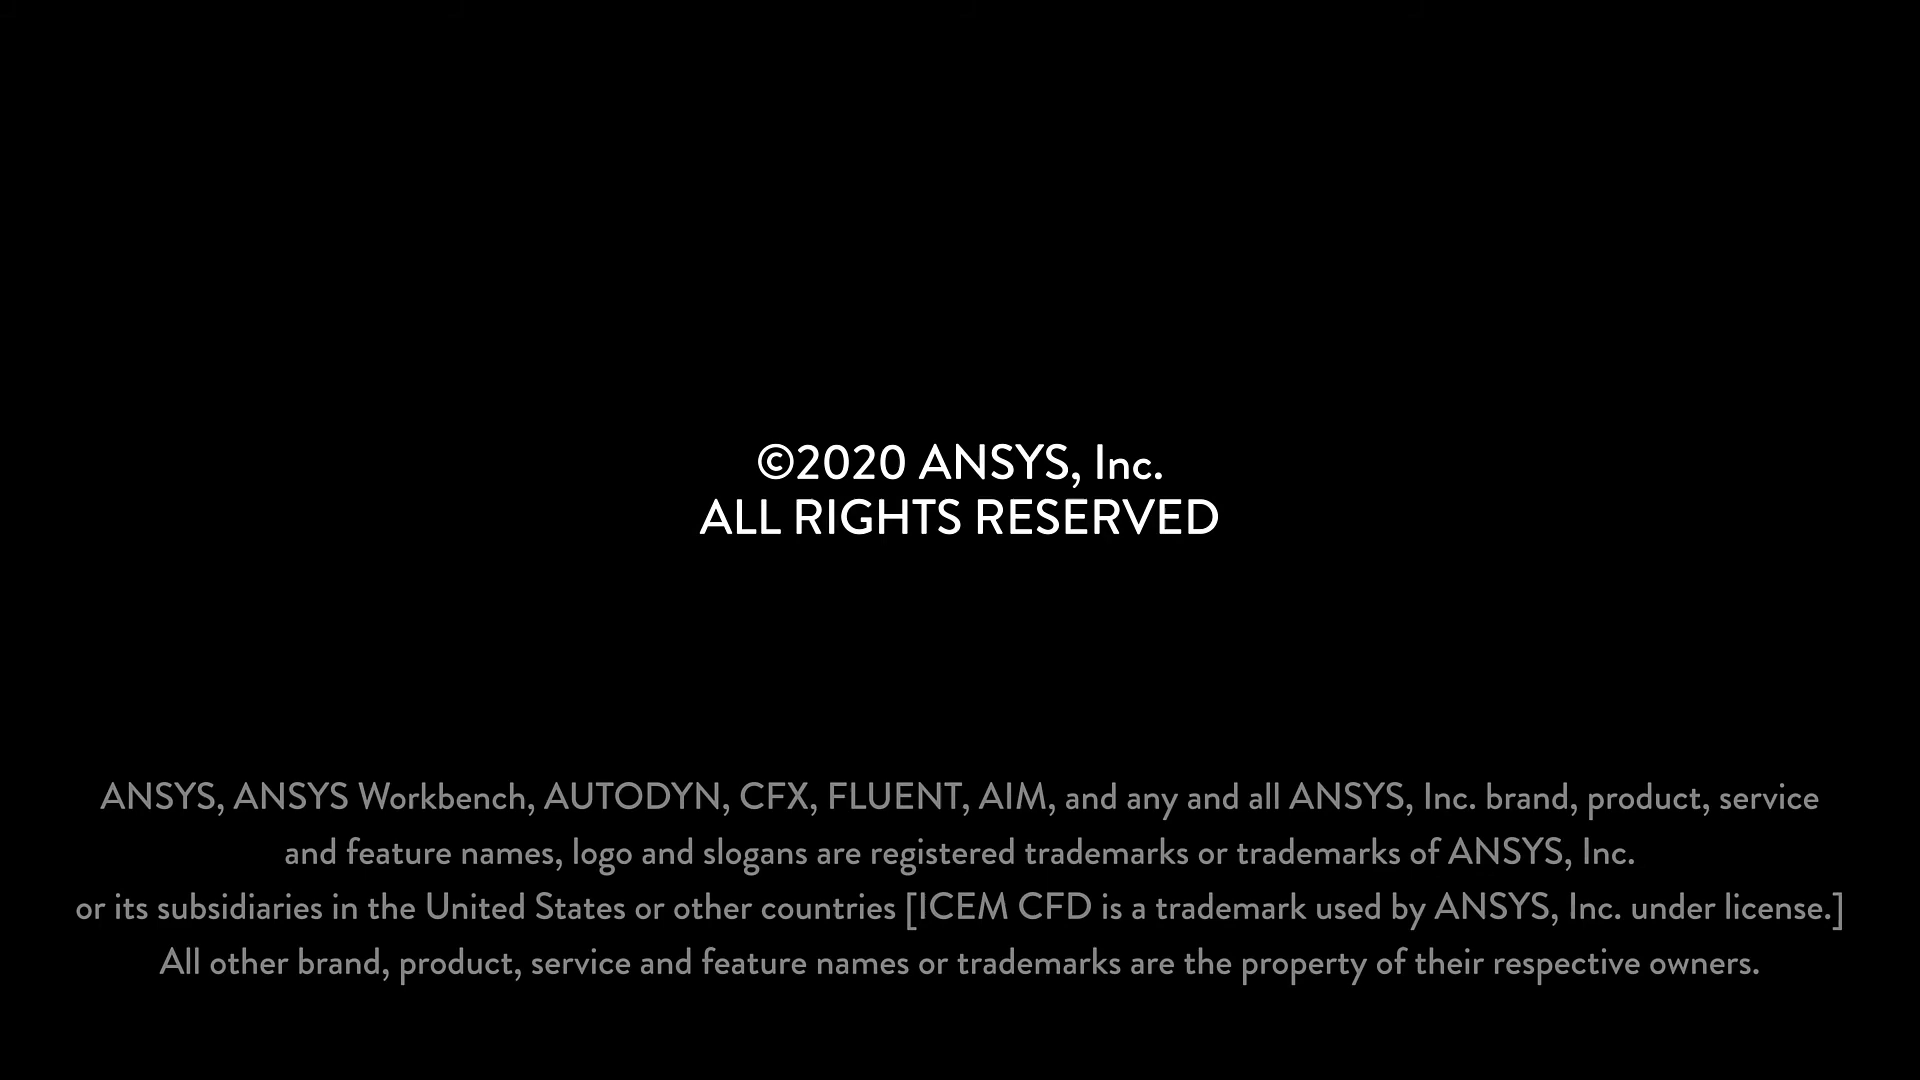 ©2020 ANSYS, Inc.
ALL RIGHTS RESERVED
ANSYS, ANSYS Workbench, AUTODYN, CFX, FLUENT, AIM, and any and all ANSYS, Inc. brand, product, service
and feature names, logo and slogans are registered trademarks or trademarks of ANSYS, Inc.
or its subsidiaries in the United States or other countries [ICEM CFD is a trademark used by ANSYS, Inc. under license.]
All other brand, product, service and feature names or trademarks are the property of their respective owners.